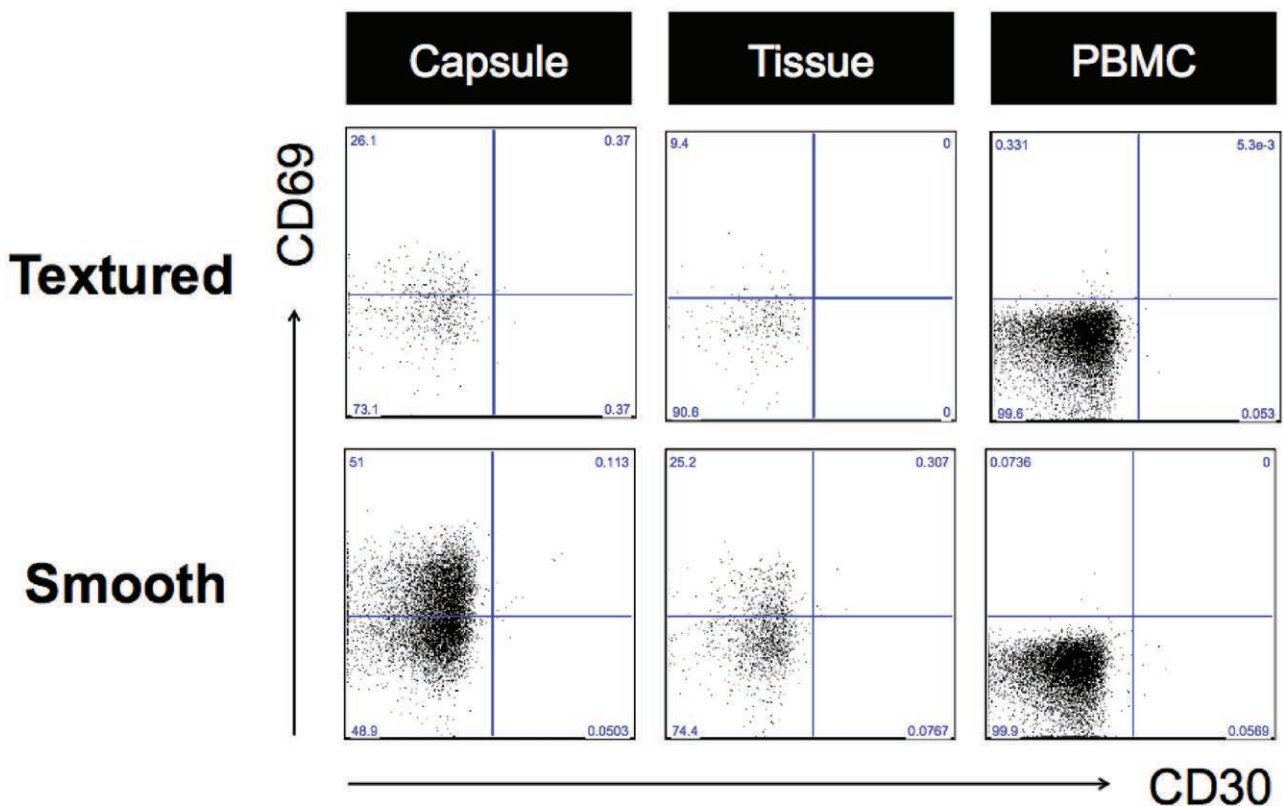 Capsule Tissue PBMC
CD69
Textured
26.1 0.37
73.1 0.37
9.4 0
90.6 0
0.331 5.3e-3
99.6 0.053
Smooth
51 0.113
48.9 0.0503
25.2 0.307
74.4 0.0767
0.0736 0
99.9 0.0569
CD30